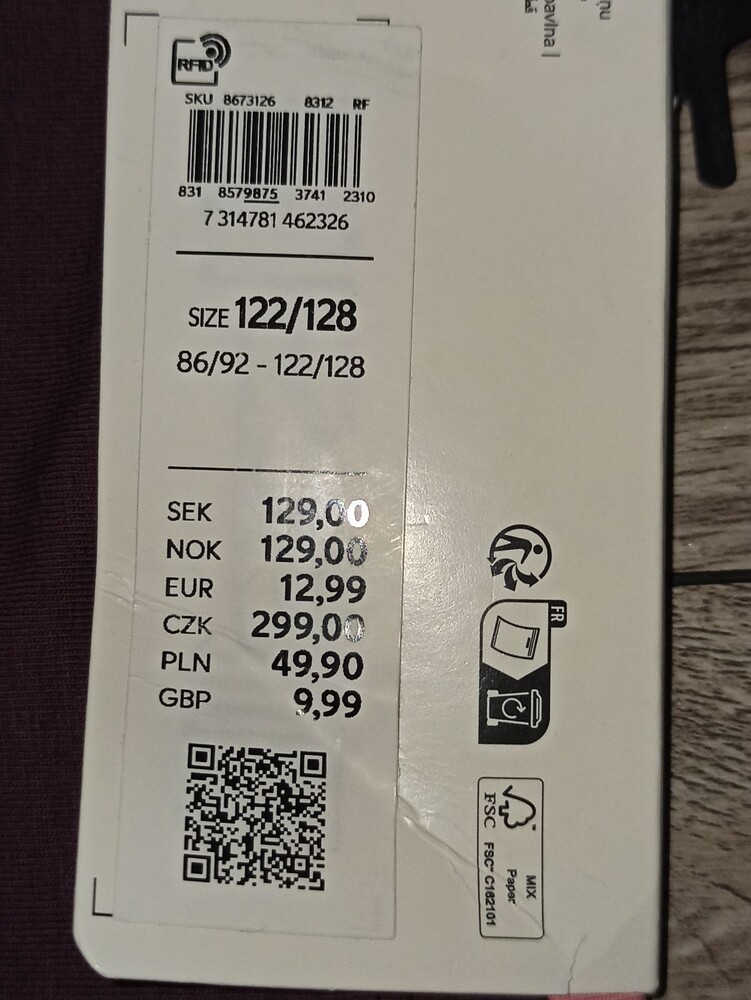 RFID
SKU 8673126 8312 RF
831 8579875 3741 2310
7 314781 462326
SIZE 122/128
86/92 - 122/128
SEK 129,00
NOK 129,00
EUR 12,99
CZK 299,00
PLN 49,90
GBP 9,99
FR
FSC
MIX
Paper
FSC™ C162101